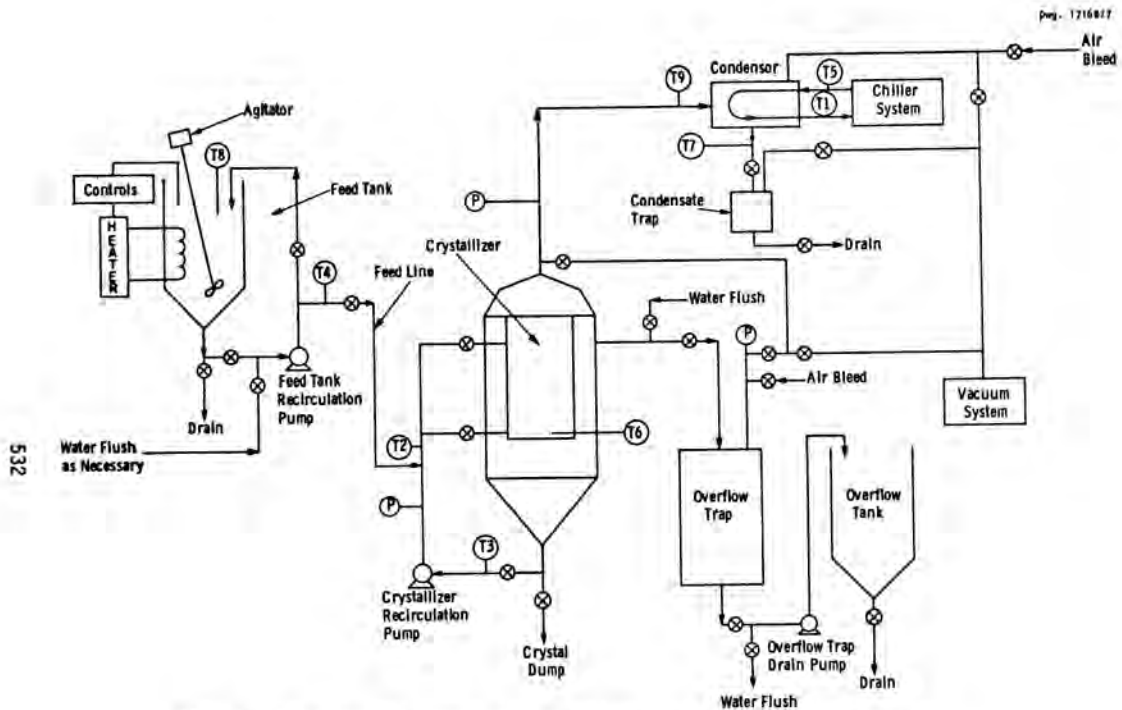 Dwg. 1716B27
Air
Bleed
Condensor
T9
T5
T1
Chiller
System
Agitator
T8
T7
Controls
Feed Tank
P
Condensate
Trap
HEATER
Drain
Crystallizer
T4
Feed Line
Water Flush
P
Air Bleed
Feed Tank
Recirculation
Pump
Vacuum
System
Drain
Water Flush
as Necessary
T2
T6
532
P
Overflow
Trap
Overflow
Tank
T3
Crystallizer
Recirculation
Pump
Crystal
Dump
Overflow Trap
Drain Pump
Drain
Water Flush